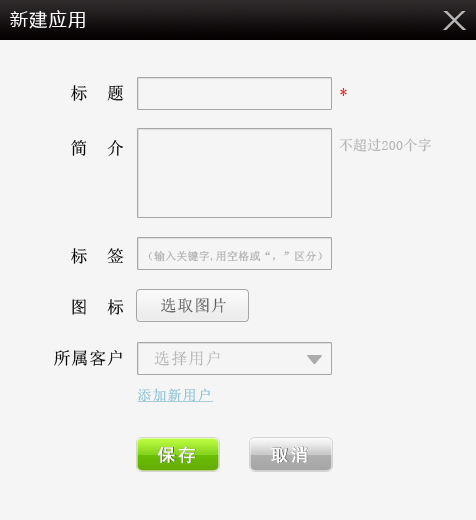 新建应用
标 题 *
简 介 不超过200个字
标 签 （输入关键字,用空格或“，”区分）
图 标 选取图片
所属客户 选择用户
添加新用户
保存 取消